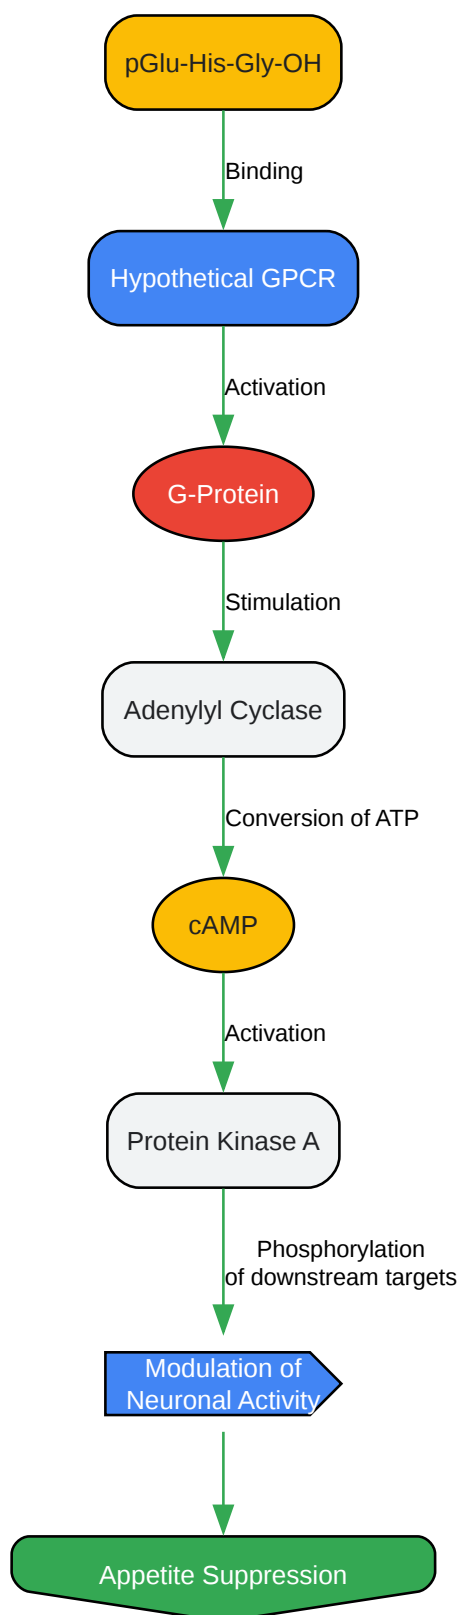 pGlu-His-Gly-OH
Binding
Hypothetical GPCR
Activation
G-Protein
Stimulation
Adenylyl Cyclase
Conversion of ATP
cAMP
Activation
Protein Kinase A
Phosphorylation
of downstream targets
Modulation of
Neuronal Activity
Appetite Suppression